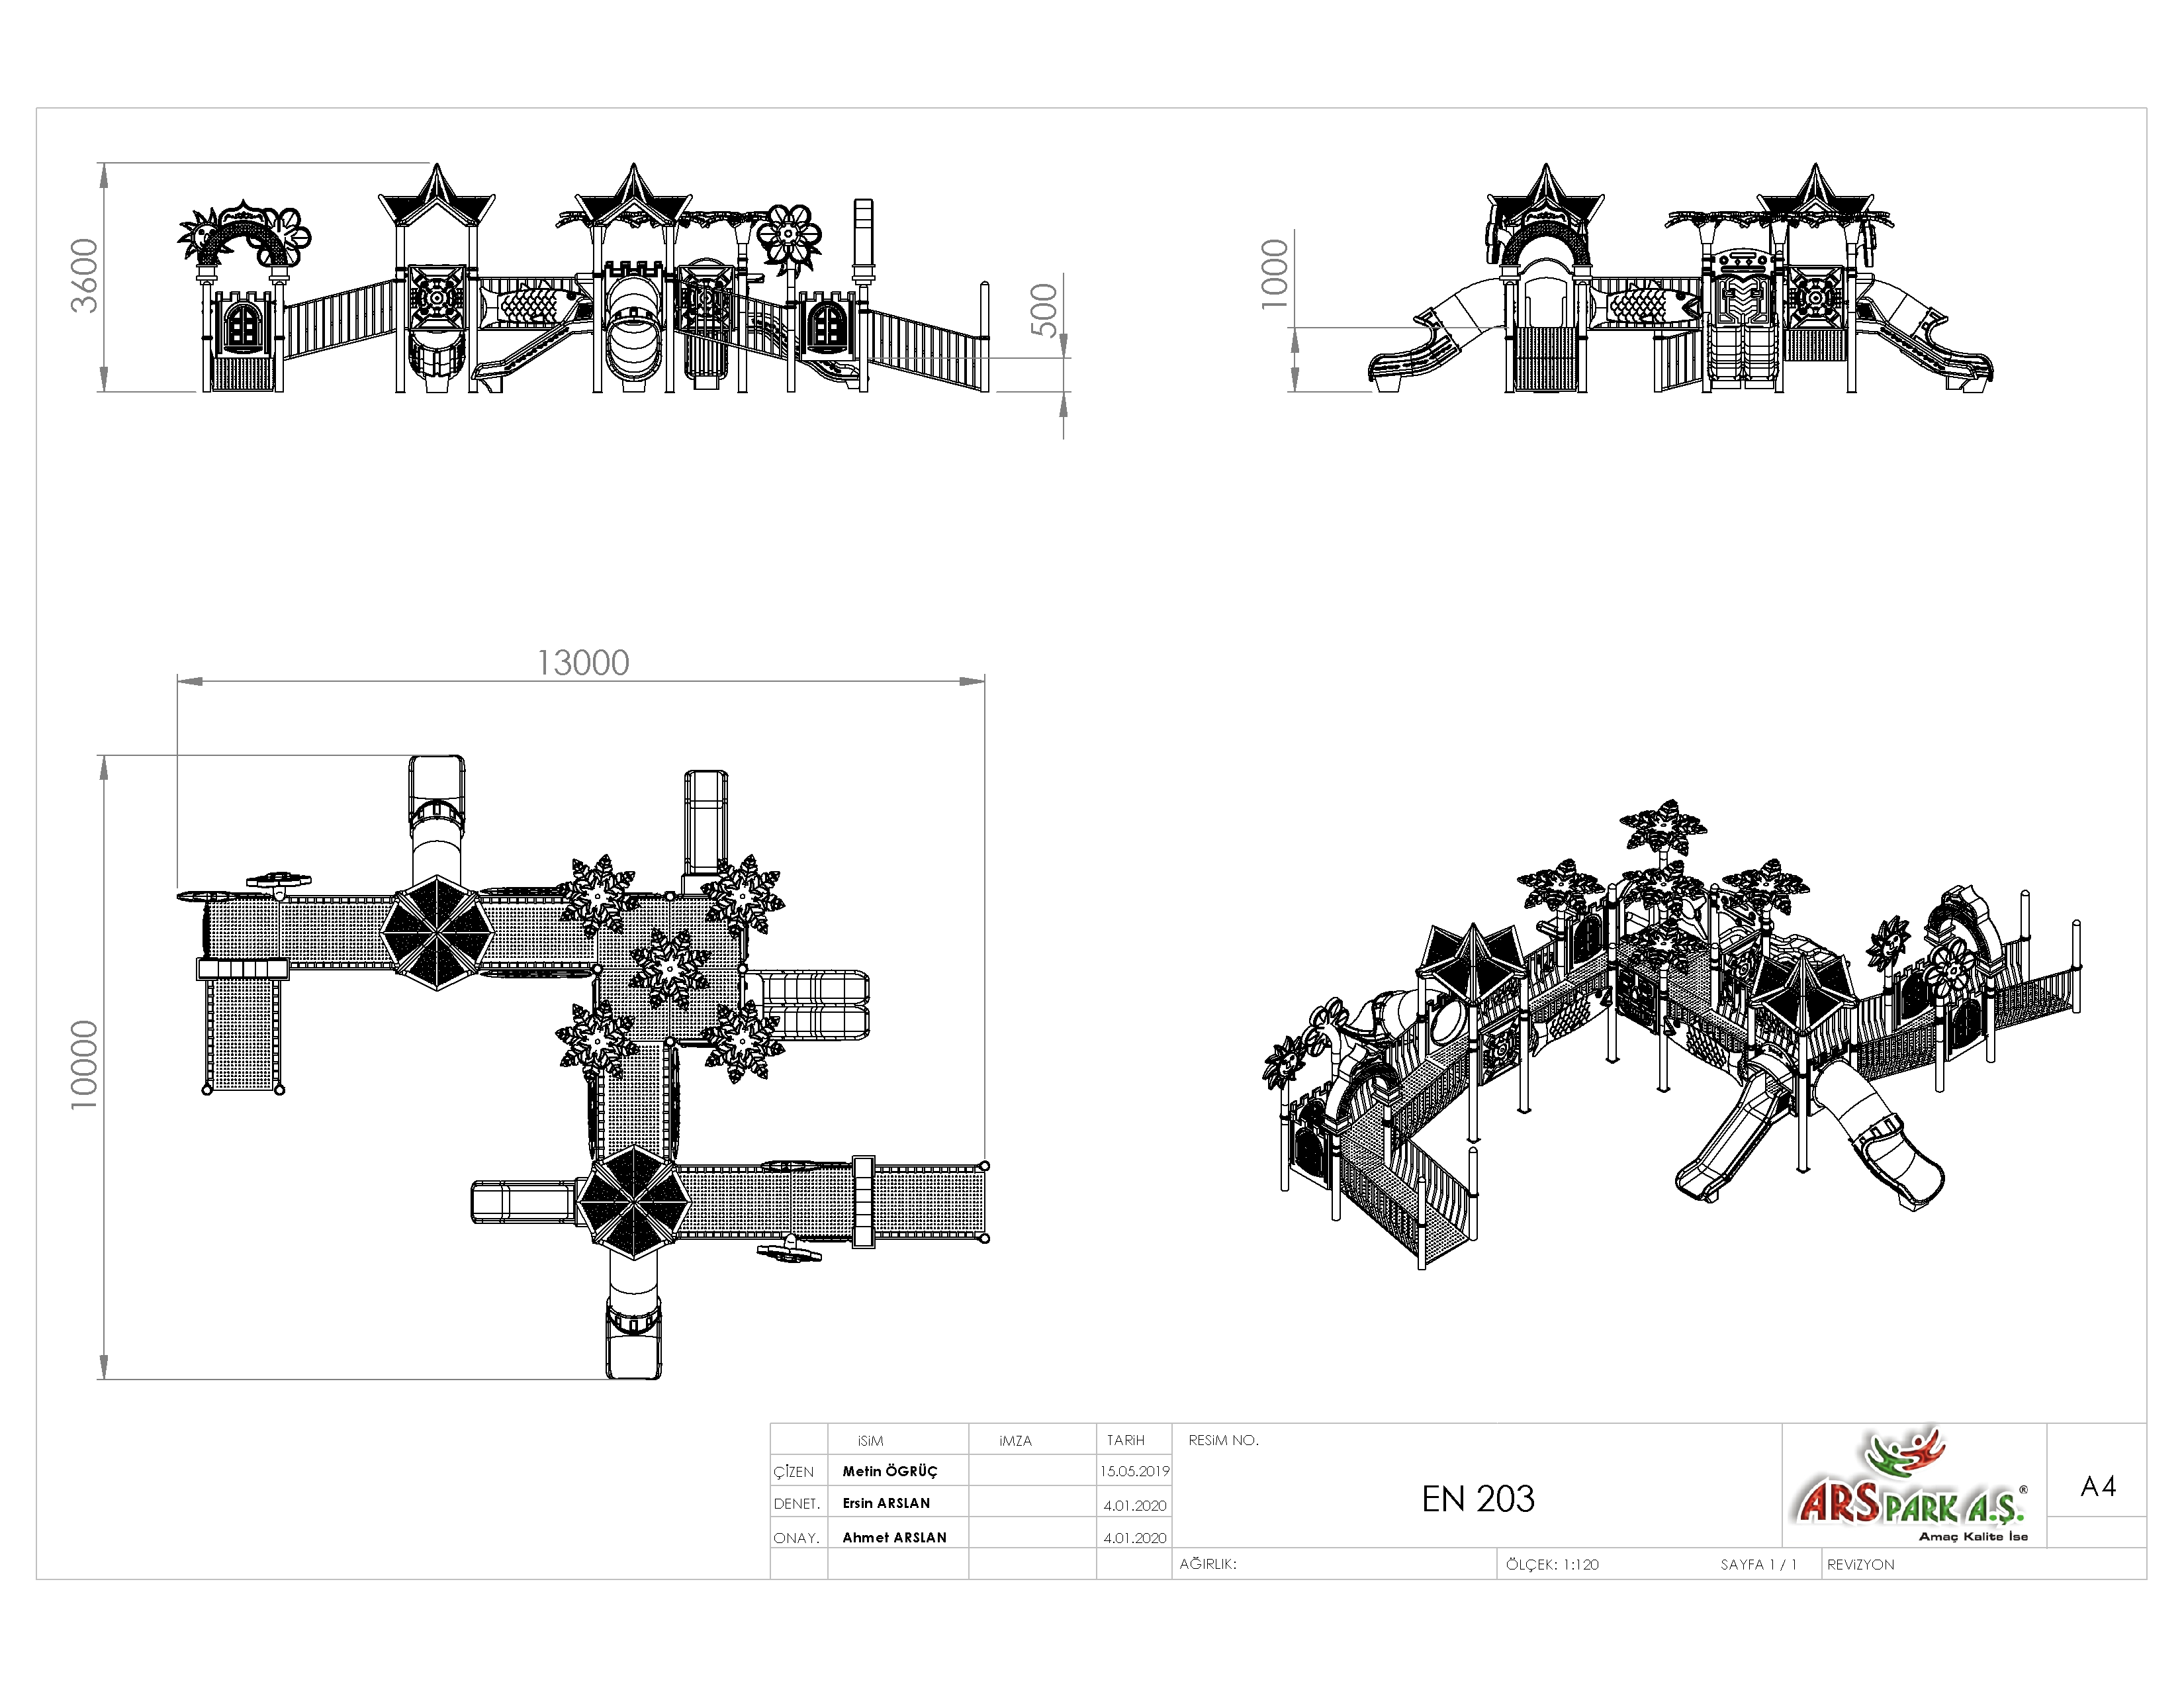 3600
500
1000
13000
10000
İSİM İMZA TARİH RESİM NO.
ÇİZEN Metin ÖGRÜÇ 15.05.2019
DENET. Ersin ARSLAN 4.01.2020
ONAY. Ahmet ARSLAN 4.01.2020
EN 203
ARSPARK A.Ş.®
Amaç Kalite İse
A4
AĞIRLIK: ÖLÇEK: 1:120 SAYFA 1 / 1 REVİZYON